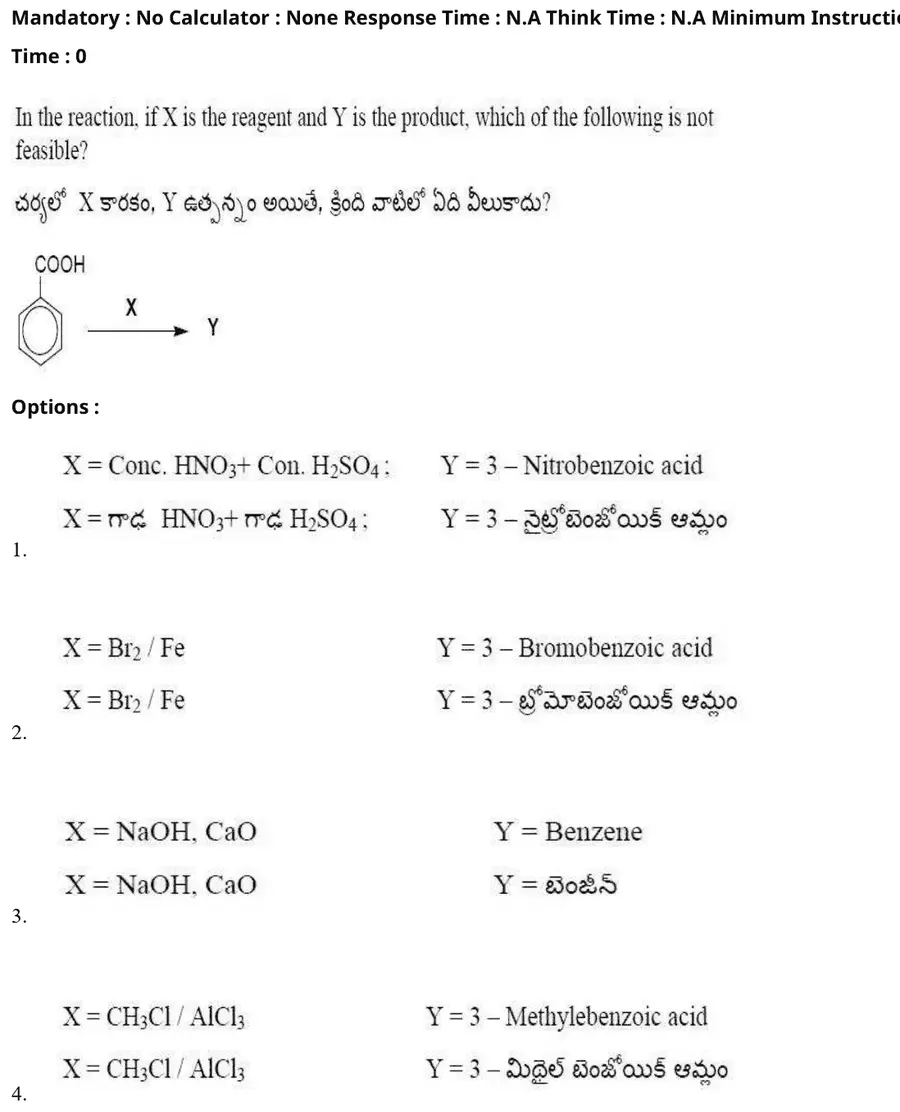 Mandatory : No Calculator : None Response Time : N.A Think Time : N.A Minimum Instructi
Time : 0
In the reaction, if X is the reagent and Y is the product, which of the following is not
feasible?
చర్యలో X కారకం, Y ఉత్పన్నం అయితే, క్రింది వాటిలో ఏది వీలుకాదు?
COOH
X
Y
Options :
X = Conc. HNO₃+ Con. H₂SO₄ ; Y = 3 – Nitrobenzoic acid
X = గాఢ HNO₃+ గాఢ H₂SO₄ ; Y = 3 – నైట్రోబెంజోయిక్ ఆమ్లం
1.
X = Br₂ / Fe Y = 3 – Bromobenzoic acid
X = Br₂ / Fe Y = 3 – బ్రోమోబెంజోయిక్ ఆమ్లం
2.
X = NaOH, CaO Y = Benzene
X = NaOH, CaO Y = బెంజీన్
3.
X = CH₃Cl / AlCl₃ Y = 3 – Methylebenzoic acid
X = CH₃Cl / AlCl₃ Y = 3 – మిథైల్ బెంజోయిక్ ఆమ్లం
4.